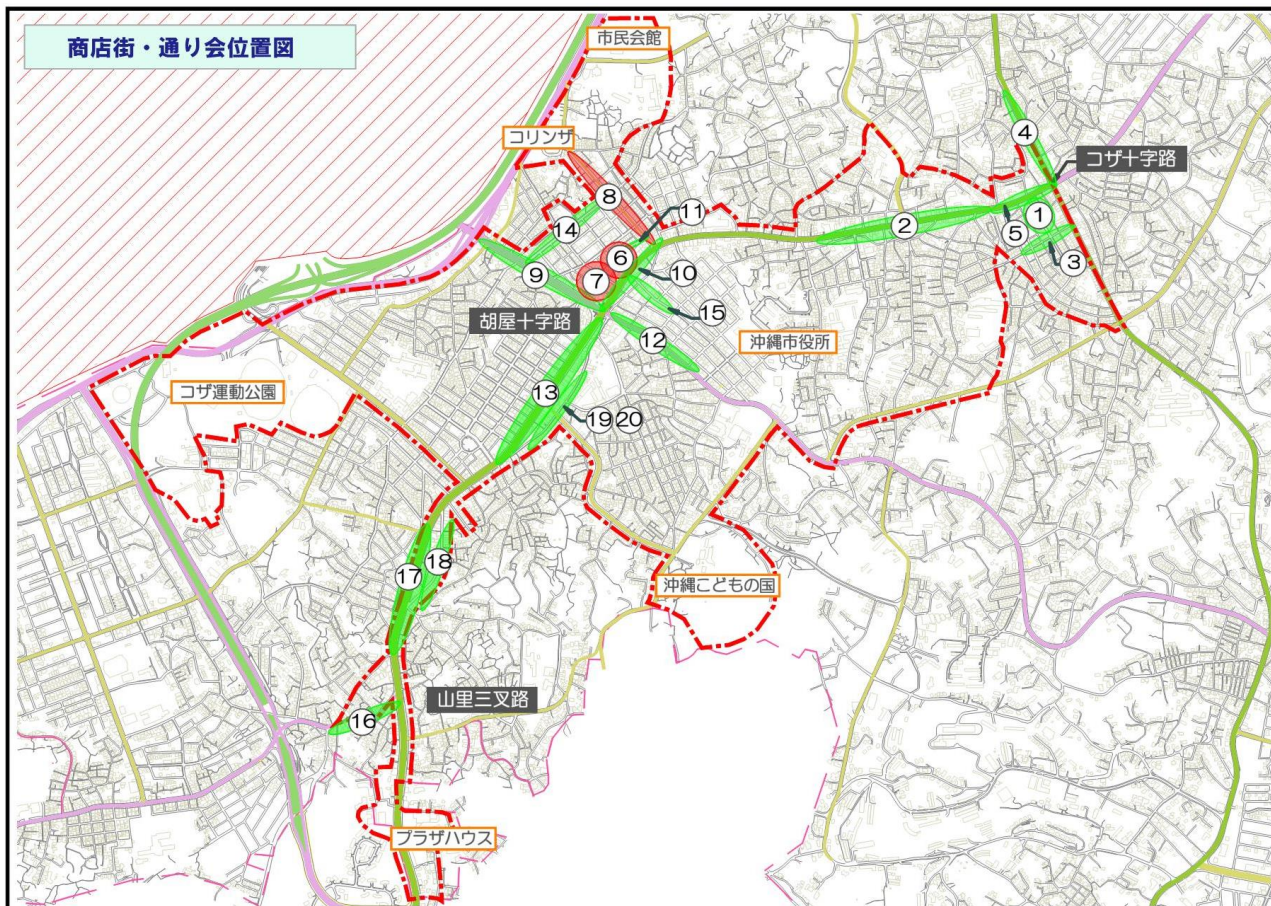 商店街・通り会位置図
市民会館
コリンザ
④
コザ十字路
⑧
⑪
②
①
⑭
⑤
⑥
③
⑨
⑦
⑩
⑮
胡屋十字路
⑫
沖縄市役所
コザ運動公園
⑬
⑲⑳
⑱
⑰
沖縄こどもの国
山里三叉路
⑯
プラザハウス